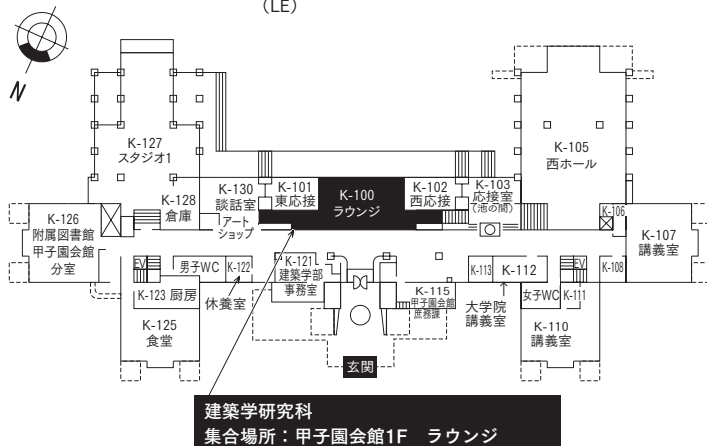 （LE）
N
K-127
スタジオ1
K-105
西ホール
K-128
倉庫
K-130
談話室
アート
ショップ
K-101
東応接
K-100
ラウンジ
K-102
西応接
K-103
応接室
（池の間）
K-106
K-126
附属図書館
甲子園会館
分室
K-107
講義室
EV
男子WC
K-122
K-121
建築学部
事務室
K-115
甲子園会館
庶務課
K-113
K-112
EV
K-108
K-123
厨房
休養室
大学院
講義室
女子WC
K-111
K-125
食堂
K-110
講義室
玄関
建築学研究科
集合場所：甲子園会館1F　ラウンジ